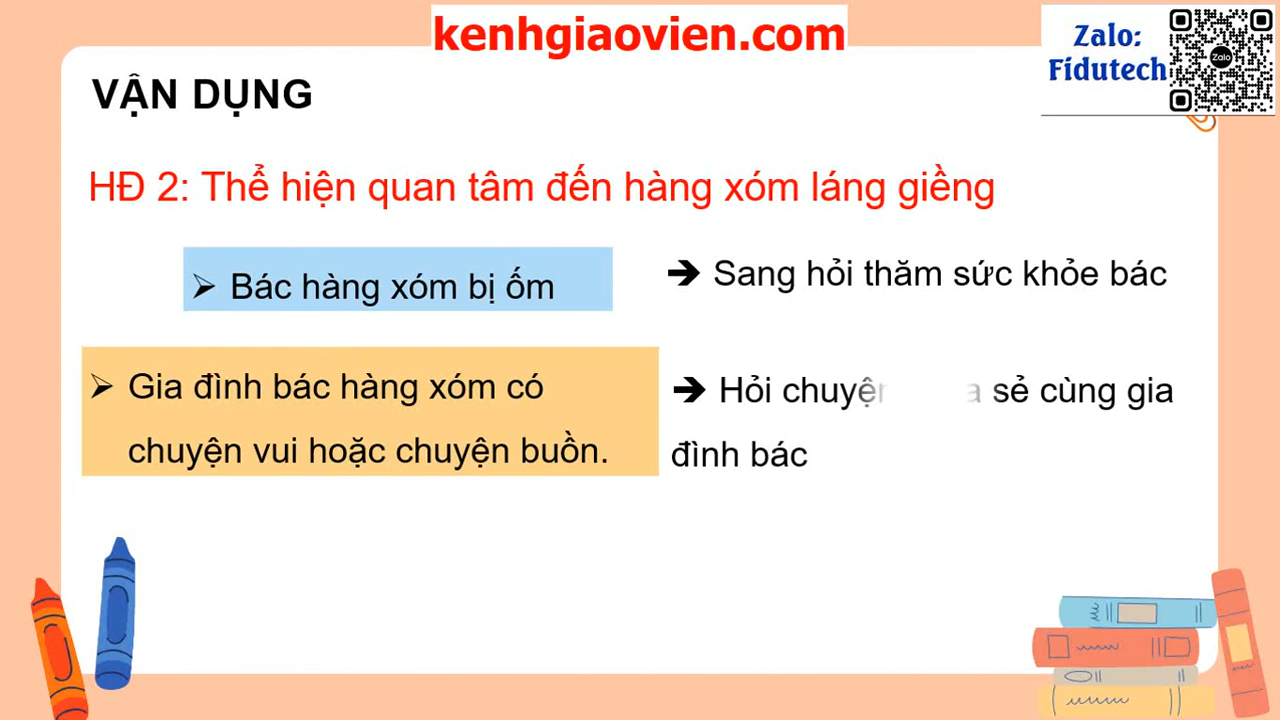 kenhgiaovien.com
Zalo:
Fidutech
Zalo
VẬN DỤNG
HĐ 2: Thể hiện quan tâm đến hàng xóm láng giềng
➢ Bác hàng xóm bị ốm
➔ Sang hỏi thăm sức khỏe bác
➢ Gia đình bác hàng xóm có
chuyện vui hoặc chuyện buồn.
➔ Hỏi chuyện sẻ cùng gia
đình bác